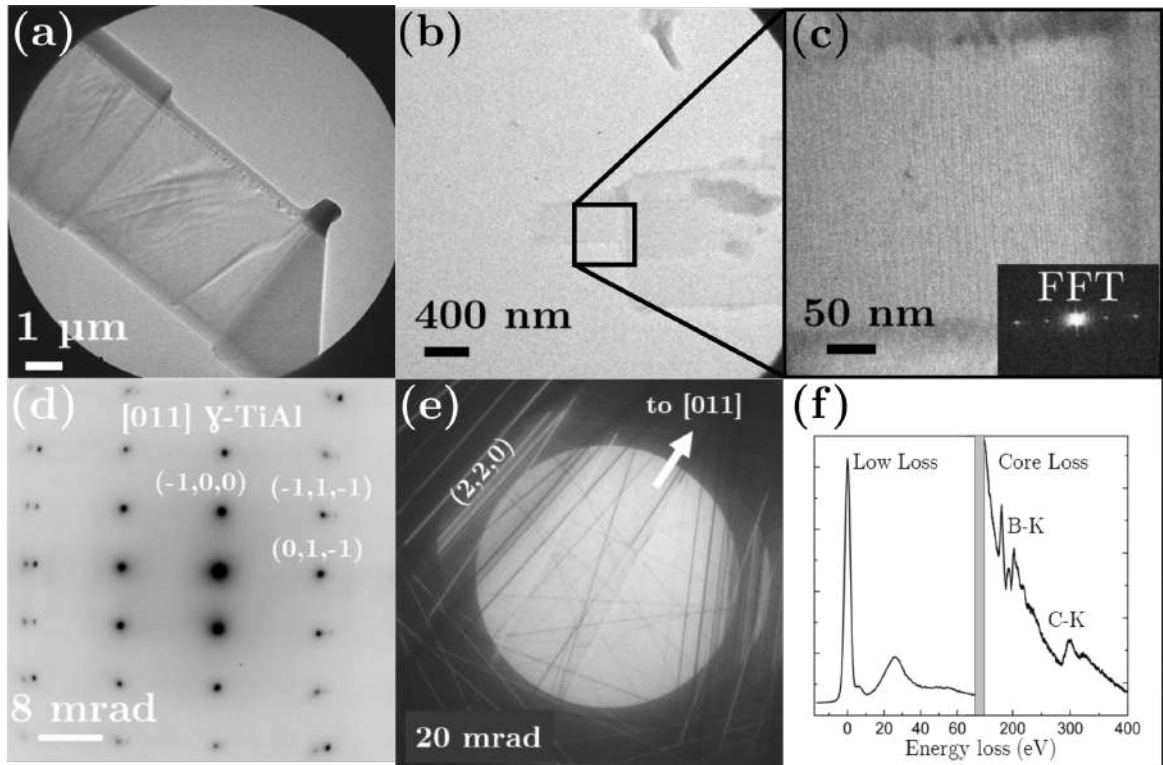 (a)
1 µm
(b)
400 nm
(c)
50 nm
FFT
(d)
[011] ɣ-TiAl
(-1,0,0)
(-1,1,-1)
(0,1,-1)
8 mrad
(e)
to [011]
(2,2,0)
20 mrad
(f)
Low Loss
Core Loss
B-K
C-K
0 20 40 60 200 300 400
Energy loss (eV)